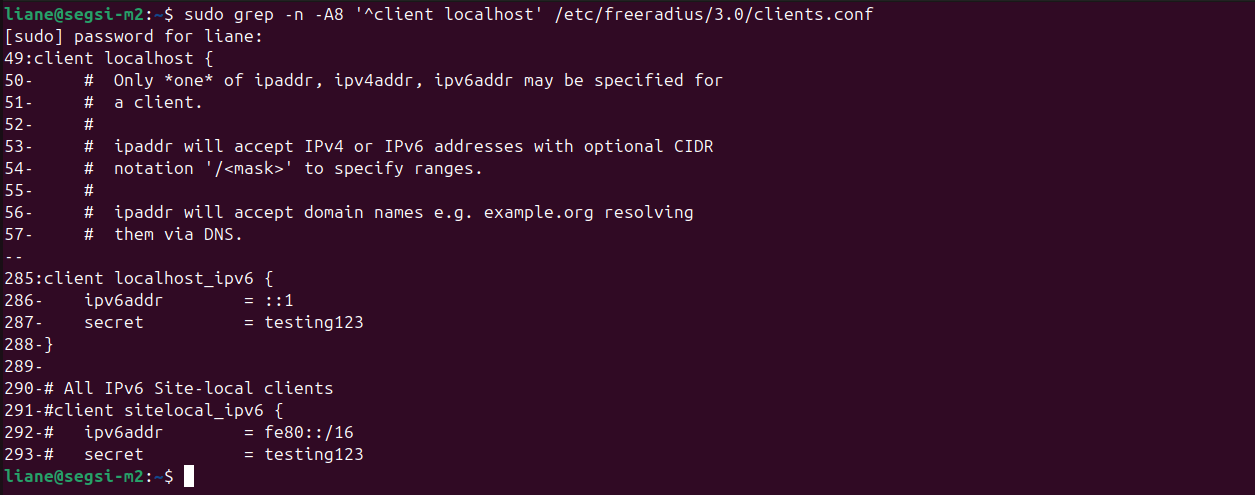 liane@segsi-m2:~$ sudo grep -n -A8 '^client localhost' /etc/freeradius/3.0/clients.conf
[sudo] password for liane:
49:client localhost {
50-     #  Only *one* of ipaddr, ipv4addr, ipv6addr may be specified for
51-     #  a client.
52-     #
53-     #  ipaddr will accept IPv4 or IPv6 addresses with optional CIDR
54-     #  notation '/<mask>' to specify ranges.
55-     #
56-     #  ipaddr will accept domain names e.g. example.org resolving
57-     #  them via DNS.
--
285:client localhost_ipv6 {
286-    ipv6addr        = ::1
287-    secret          = testing123
288-}
289-
290-# All IPv6 Site-local clients
291-#client sitelocal_ipv6 {
292-#   ipv6addr        = fe80::/16
293-#   secret          = testing123
liane@segsi-m2:~$